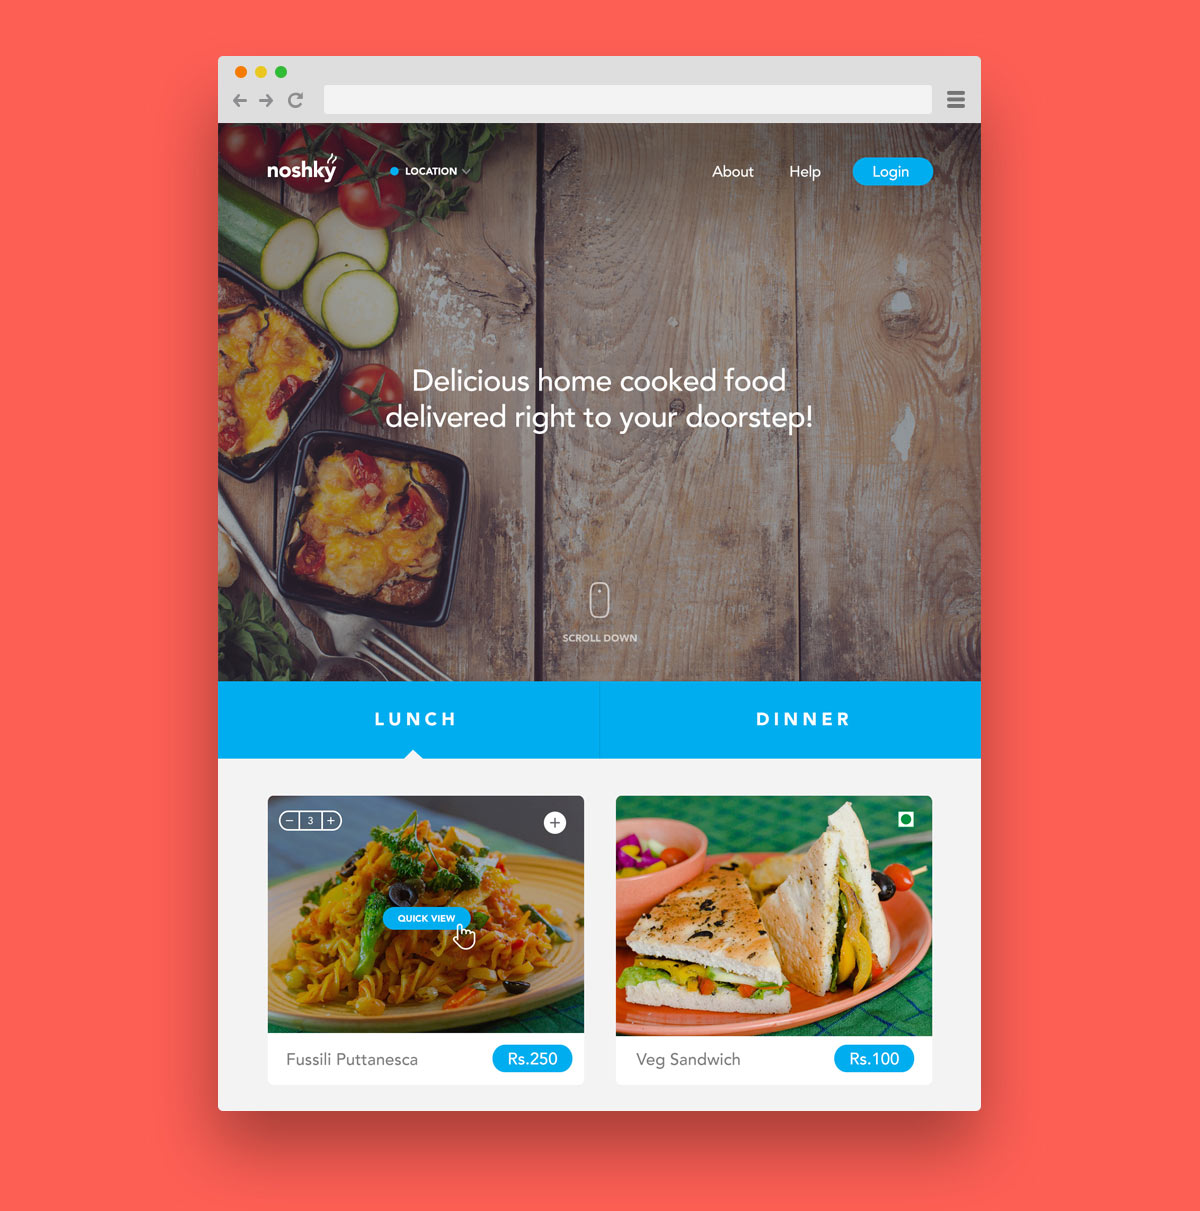 noshky
LOCATION
About
Help
Login
Delicious home cooked food
delivered right to your doorstep!
SCROLL DOWN
LUNCH
DINNER
− 3 +
+
QUICK VIEW
Fussili Puttanesca
Rs.250
Veg Sandwich
Rs.100